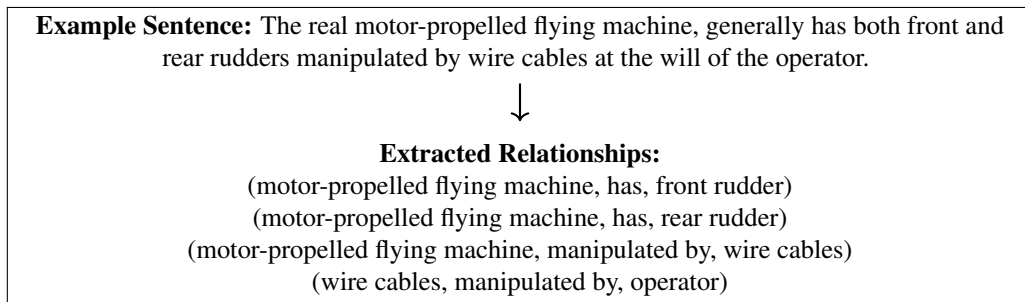 Example Sentence: The real motor-propelled flying machine, generally has both front and
rear rudders manipulated by wire cables at the will of the operator.
Extracted Relationships:
(motor-propelled flying machine, has, front rudder)
(motor-propelled flying machine, has, rear rudder)
(motor-propelled flying machine, manipulated by, wire cables)
(wire cables, manipulated by, operator)